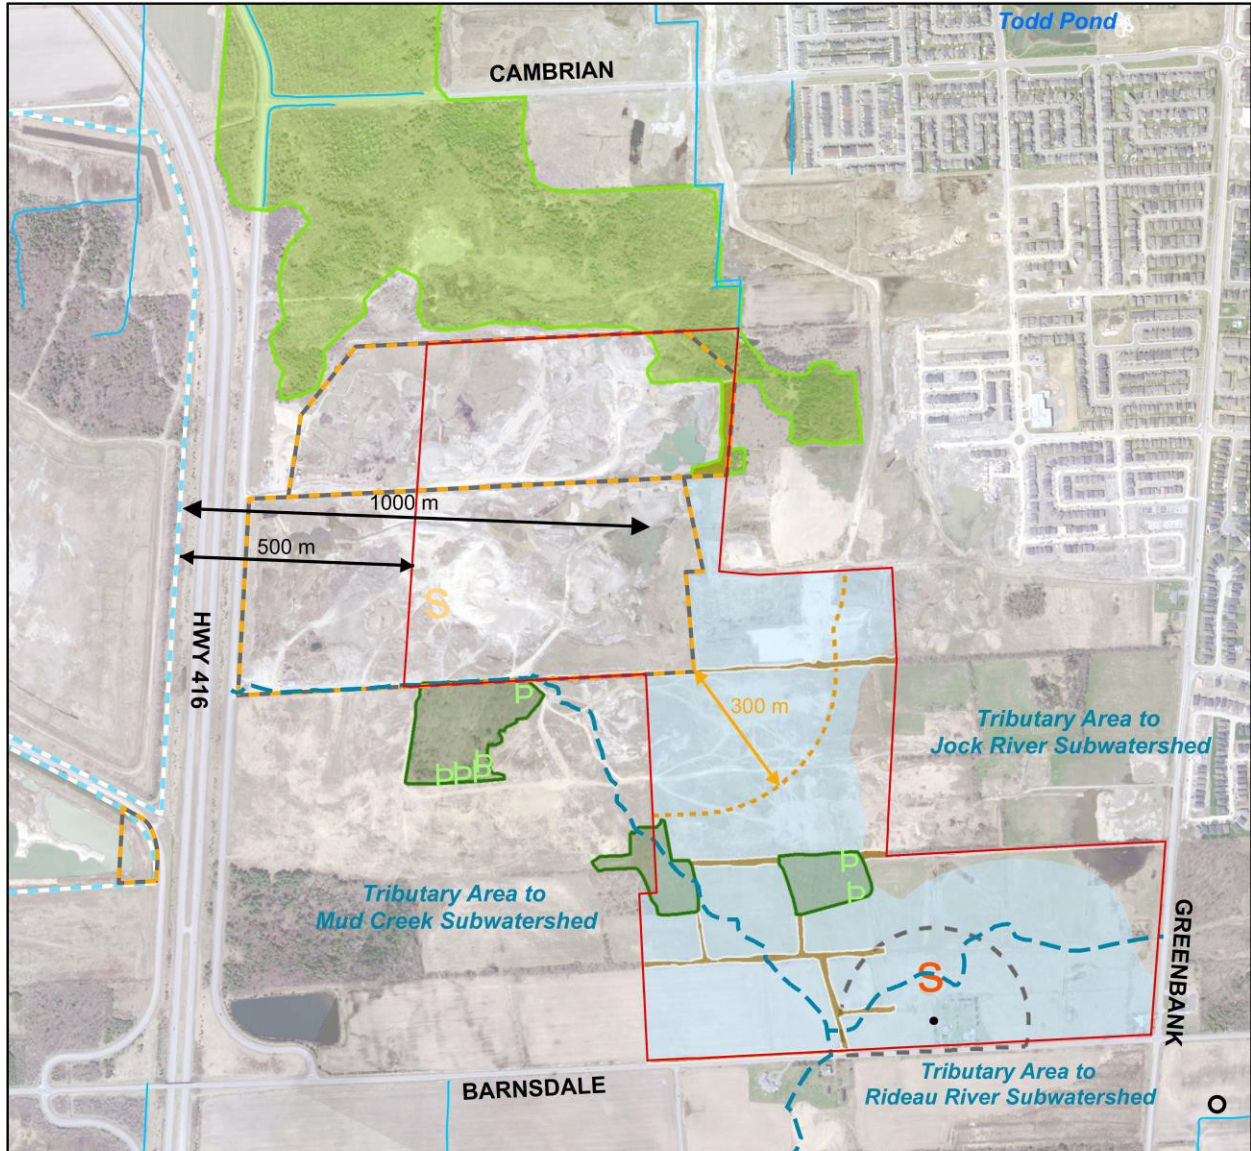 Todd Pond
CAMBRIAN
1000 m
500 m
S
HWY 416
Þ
ÞÞÞ
Þ
300 m
Tributary Area to
Jock River Subwatershed
Þ
Þ
Tributary Area to
Mud Creek Subwatershed
GREENBANK
S
Tributary Area to
Rideau River Subwatershed
BARNSDALE